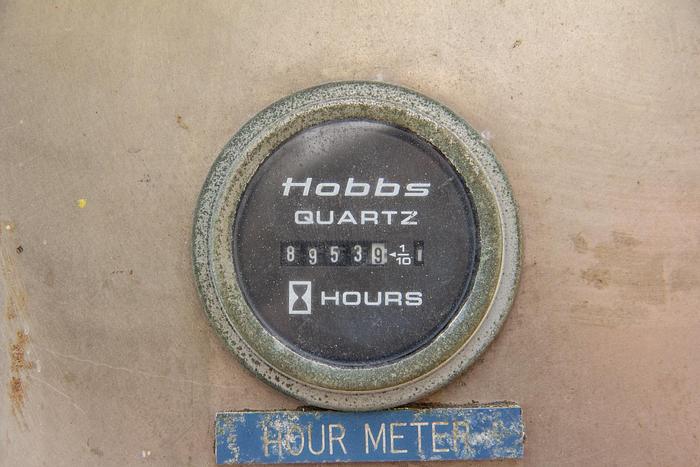 Hobbs
QUARTZ
89539 ◄1/10
HOURS
HOUR METER